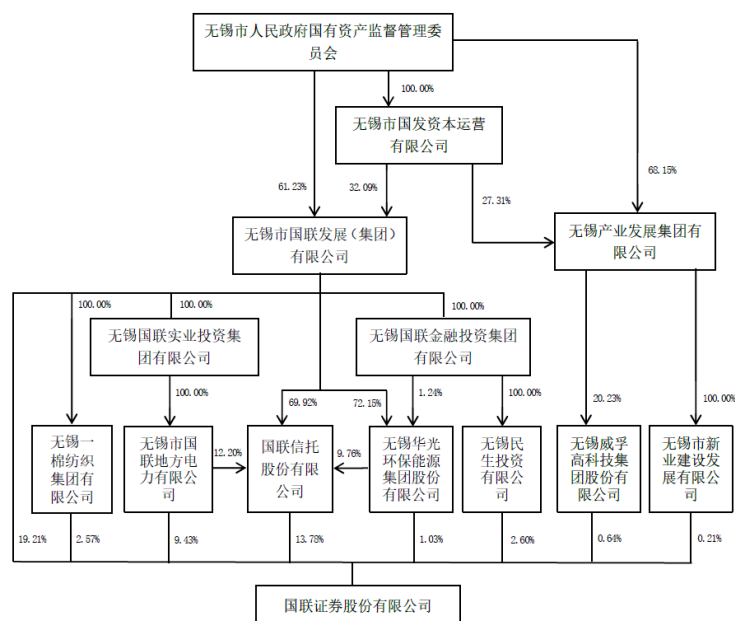 无锡市人民政府国有资产监督管理委
员会
100.00%
无锡市国发资本运营
有限公司
61.23%
32.09%
27.31%
68.15%
无锡市国联发展（集团）
有限公司
无锡产业发展集团有
限公司
100.00%
100.00%
100.00%
无锡国联实业投资集
团有限公司
无锡国联金融投资集团
有限公司
100.00%
69.92%
72.15%
1.24%
100.00%
20.23%
100.00%
无锡一
棉纺织
集团有
限公司
无锡市国
联地方电
力有限公
司
12.20%
国联信托
股份有限
公司
9.76%
无锡华光
环保能源
集团股份
有限公司
无锡民
生投资
有限公
司
无锡威孚
高科技集
团股份有
限公司
无锡市新
业建设发
展有限公
司
19.21%
2.57%
9.43%
13.78%
1.03%
2.60%
0.64%
0.21%
国联证券股份有限公司